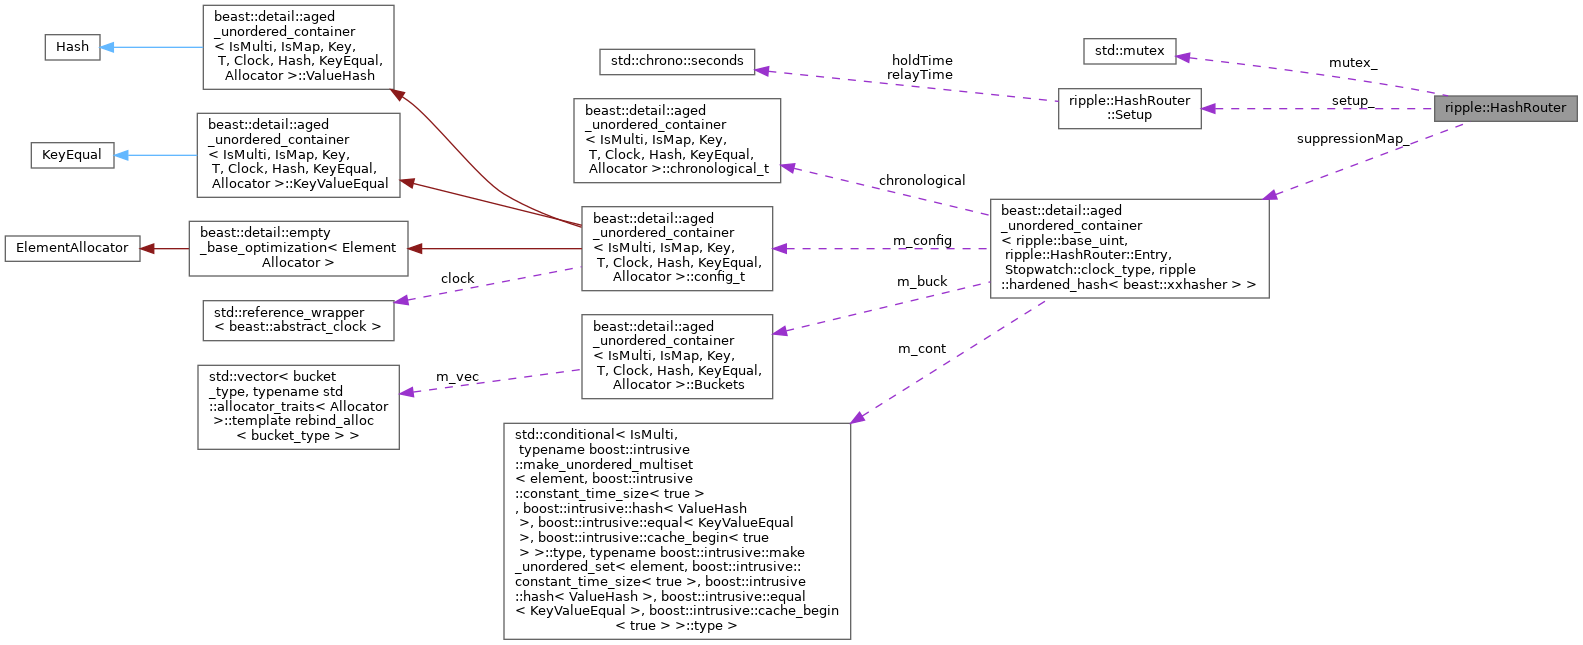 Hash
beast::detail::aged
_unordered_container
< IsMulti, IsMap, Key,
T, Clock, Hash, KeyEqual,
Allocator >::ValueHash
KeyEqual
beast::detail::aged
_unordered_container
< IsMulti, IsMap, Key,
T, Clock, Hash, KeyEqual,
Allocator >::KeyValueEqual
ElementAllocator
beast::detail::empty
_base_optimization< Element
Allocator >
clock
std::reference_wrapper
< beast::abstract_clock >
std::vector< bucket
_type, typename std
::allocator_traits< Allocator
>::template rebind_alloc
< bucket_type > >
m_vec
std::chrono::seconds
holdTime
relayTime
beast::detail::aged
_unordered_container
< IsMulti, IsMap, Key,
T, Clock, Hash, KeyEqual,
Allocator >::chronological_t
chronological
beast::detail::aged
_unordered_container
< IsMulti, IsMap, Key,
T, Clock, Hash, KeyEqual,
Allocator >::config_t
m_config
beast::detail::aged
_unordered_container
< IsMulti, IsMap, Key,
T, Clock, Hash, KeyEqual,
Allocator >::Buckets
m_buck
m_cont
std::conditional< IsMulti,
typename boost::intrusive
::make_unordered_multiset
< element, boost::intrusive
::constant_time_size< true >
, boost::intrusive::hash< ValueHash
>, boost::intrusive::equal< KeyValueEqual
>, boost::intrusive::cache_begin< true
> >::type, typename boost::intrusive::make
_unordered_set< element, boost::intrusive::
constant_time_size< true >, boost::intrusive
::hash< ValueHash >, boost::intrusive::equal
< KeyValueEqual >, boost::intrusive::cache_begin
< true > >::type >
std::mutex
mutex_
ripple::HashRouter
::Setup
setup_
ripple::HashRouter
suppressionMap_
beast::detail::aged
_unordered_container
< ripple::base_uint,
ripple::HashRouter::Entry,
Stopwatch::clock_type, ripple
::hardened_hash< beast::xxhasher > >